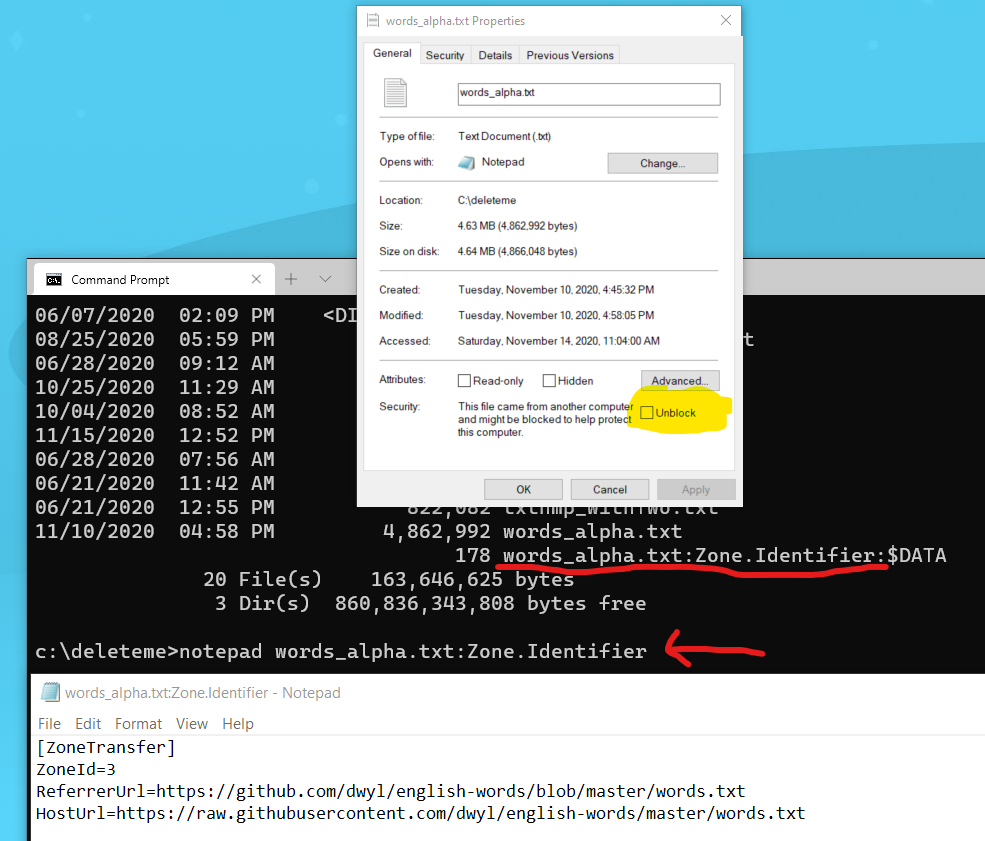 words_alpha.txt Properties
General Security Details Previous Versions
words_alpha.txt
Type of file: Text Document (.txt)
Opens with: Notepad Change...
Location: C:\deleteme
Size: 4.63 MB (4,862,992 bytes)
Size on disk: 4.64 MB (4,866,048 bytes)
Created: Tuesday, November 10, 2020, 4:45:32 PM
Modified: Tuesday, November 10, 2020, 4:58:05 PM
Accessed: Saturday, November 14, 2020, 11:04:00 AM
Attributes: Read-only Hidden Advanced...
Security: This file came from another computer
and might be blocked to help protect
this computer.
Unblock
OK Cancel Apply
Command Prompt
06/07/2020 02:09 PM <DI
08/25/2020 05:59 PM t
06/28/2020 09:12 AM
10/25/2020 11:29 AM
10/04/2020 08:52 AM
11/15/2020 12:52 PM
06/28/2020 07:56 AM
06/21/2020 11:42 AM
06/21/2020 12:55 PM
11/10/2020 04:58 PM 4,862,992 words_alpha.txt
178 words_alpha.txt:Zone.Identifier:$DATA
20 File(s) 163,646,625 bytes
3 Dir(s) 860,836,343,808 bytes free
c:\deleteme>notepad words_alpha.txt:Zone.Identifier
words_alpha.txt:Zone.Identifier - Notepad
File Edit Format View Help
[ZoneTransfer]
ZoneId=3
ReferrerUrl=https://github.com/dwyl/english-words/blob/master/words.txt
HostUrl=https://raw.githubusercontent.com/dwyl/english-words/master/words.txt